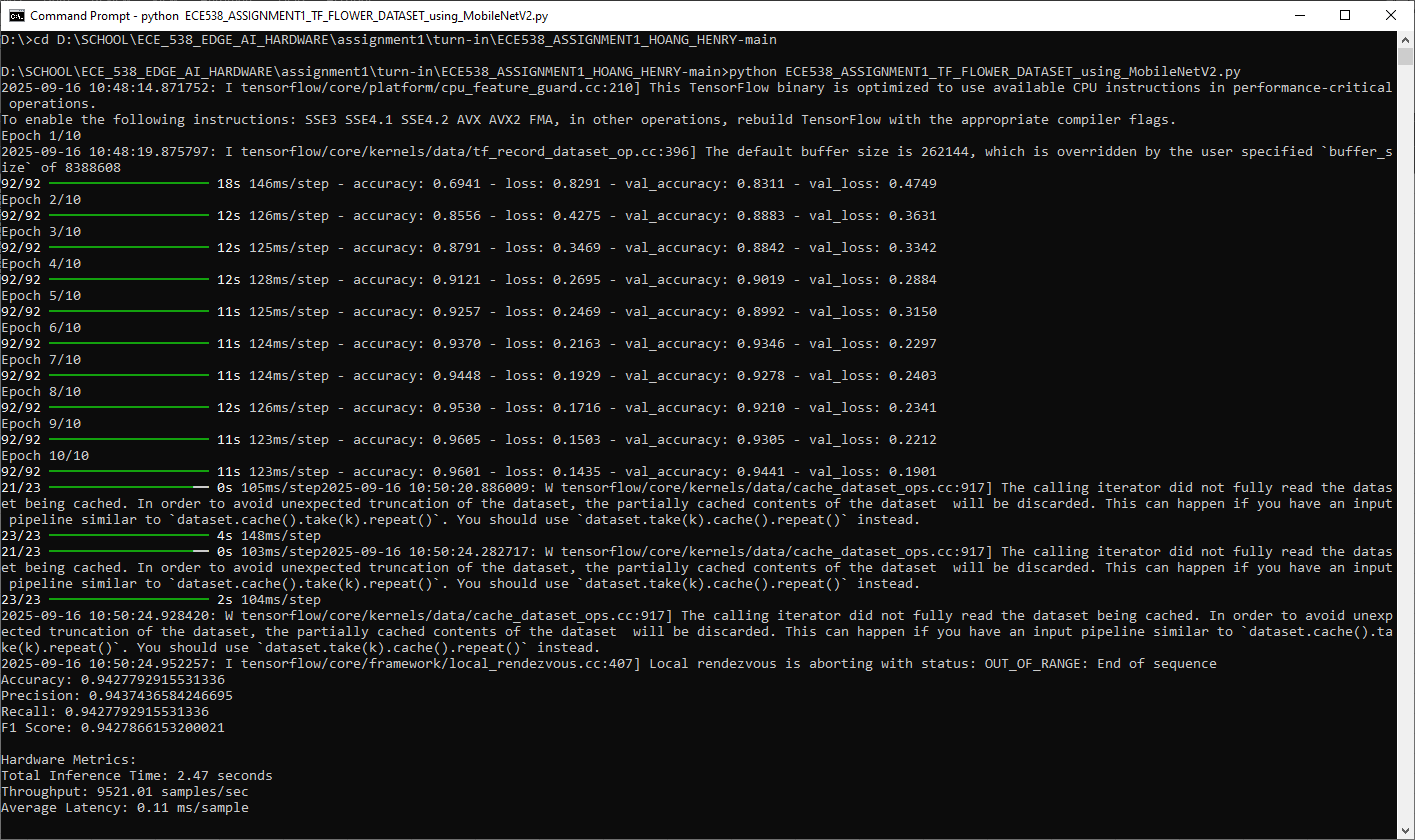 Command Prompt - python  ECE538_ASSIGNMENT1_TF_FLOWER_DATASET_using_MobileNetV2.py
D:\>cd D:\SCHOOL\ECE_538_EDGE_AI_HARDWARE\assignment1\turn-in\ECE538_ASSIGNMENT1_HOANG_HENRY-main
D:\SCHOOL\ECE_538_EDGE_AI_HARDWARE\assignment1\turn-in\ECE538_ASSIGNMENT1_HOANG_HENRY-main>python ECE538_ASSIGNMENT1_TF_FLOWER_DATASET_using_MobileNetV2.py
2025-09-16 10:48:14.871752: I tensorflow/core/platform/cpu_feature_guard.cc:210] This TensorFlow binary is optimized to use available CPU instructions in performance-critical
 operations.
To enable the following instructions: SSE3 SSE4.1 SSE4.2 AVX AVX2 FMA, in other operations, rebuild TensorFlow with the appropriate compiler flags.
Epoch 1/10
2025-09-16 10:48:19.875797: I tensorflow/core/kernels/data/tf_record_dataset_op.cc:396] The default buffer size is 262144, which is overridden by the user specified `buffer_s
ize` of 8388608
92/92 18s 146ms/step - accuracy: 0.6941 - loss: 0.8291 - val_accuracy: 0.8311 - val_loss: 0.4749
Epoch 2/10
92/92 12s 126ms/step - accuracy: 0.8556 - loss: 0.4275 - val_accuracy: 0.8883 - val_loss: 0.3631
Epoch 3/10
92/92 12s 125ms/step - accuracy: 0.8791 - loss: 0.3469 - val_accuracy: 0.8842 - val_loss: 0.3342
Epoch 4/10
92/92 12s 128ms/step - accuracy: 0.9121 - loss: 0.2695 - val_accuracy: 0.9019 - val_loss: 0.2884
Epoch 5/10
92/92 11s 125ms/step - accuracy: 0.9257 - loss: 0.2469 - val_accuracy: 0.8992 - val_loss: 0.3150
Epoch 6/10
92/92 11s 124ms/step - accuracy: 0.9370 - loss: 0.2163 - val_accuracy: 0.9346 - val_loss: 0.2297
Epoch 7/10
92/92 11s 124ms/step - accuracy: 0.9448 - loss: 0.1929 - val_accuracy: 0.9278 - val_loss: 0.2403
Epoch 8/10
92/92 12s 126ms/step - accuracy: 0.9530 - loss: 0.1716 - val_accuracy: 0.9210 - val_loss: 0.2341
Epoch 9/10
92/92 11s 123ms/step - accuracy: 0.9605 - loss: 0.1503 - val_accuracy: 0.9305 - val_loss: 0.2212
Epoch 10/10
92/92 11s 123ms/step - accuracy: 0.9601 - loss: 0.1435 - val_accuracy: 0.9441 - val_loss: 0.1901
21/23 0s 105ms/step2025-09-16 10:50:20.886009: W tensorflow/core/kernels/data/cache_dataset_ops.cc:917] The calling iterator did not fully read the datas
et being cached. In order to avoid unexpected truncation of the dataset, the partially cached contents of the dataset  will be discarded. This can happen if you have an input
 pipeline similar to `dataset.cache().take(k).repeat()`. You should use `dataset.take(k).cache().repeat()` instead.
23/23 4s 148ms/step
21/23 0s 103ms/step2025-09-16 10:50:24.282717: W tensorflow/core/kernels/data/cache_dataset_ops.cc:917] The calling iterator did not fully read the datas
et being cached. In order to avoid unexpected truncation of the dataset, the partially cached contents of the dataset  will be discarded. This can happen if you have an input
 pipeline similar to `dataset.cache().take(k).repeat()`. You should use `dataset.take(k).cache().repeat()` instead.
23/23 2s 104ms/step
2025-09-16 10:50:24.928420: W tensorflow/core/kernels/data/cache_dataset_ops.cc:917] The calling iterator did not fully read the dataset being cached. In order to avoid unexp
ected truncation of the dataset, the partially cached contents of the dataset  will be discarded. This can happen if you have an input pipeline similar to `dataset.cache().ta
ke(k).repeat()`. You should use `dataset.take(k).cache().repeat()` instead.
2025-09-16 10:50:24.952257: I tensorflow/core/framework/local_rendezvous.cc:407] Local rendezvous is aborting with status: OUT_OF_RANGE: End of sequence
Accuracy: 0.9427792915531336
Precision: 0.9437436584246695
Recall: 0.9427792915531336
F1 Score: 0.9427866153200021
Hardware Metrics:
Total Inference Time: 2.47 seconds
Throughput: 9521.01 samples/sec
Average Latency: 0.11 ms/sample